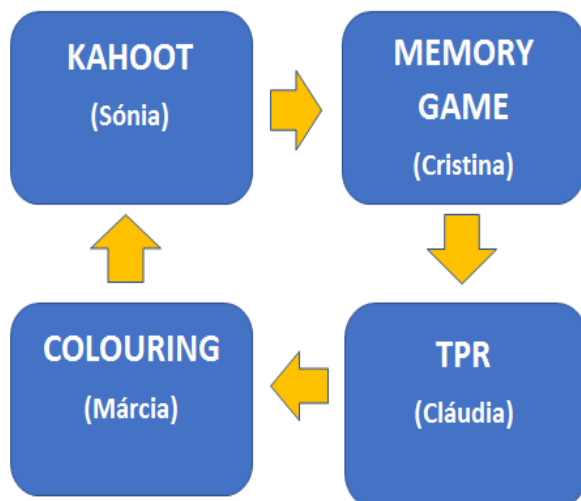 KAHOOT
(Sónia)
MEMORY
GAME
(Cristina)
COLOURING
(Márcia)
TPR
(Cláudia)